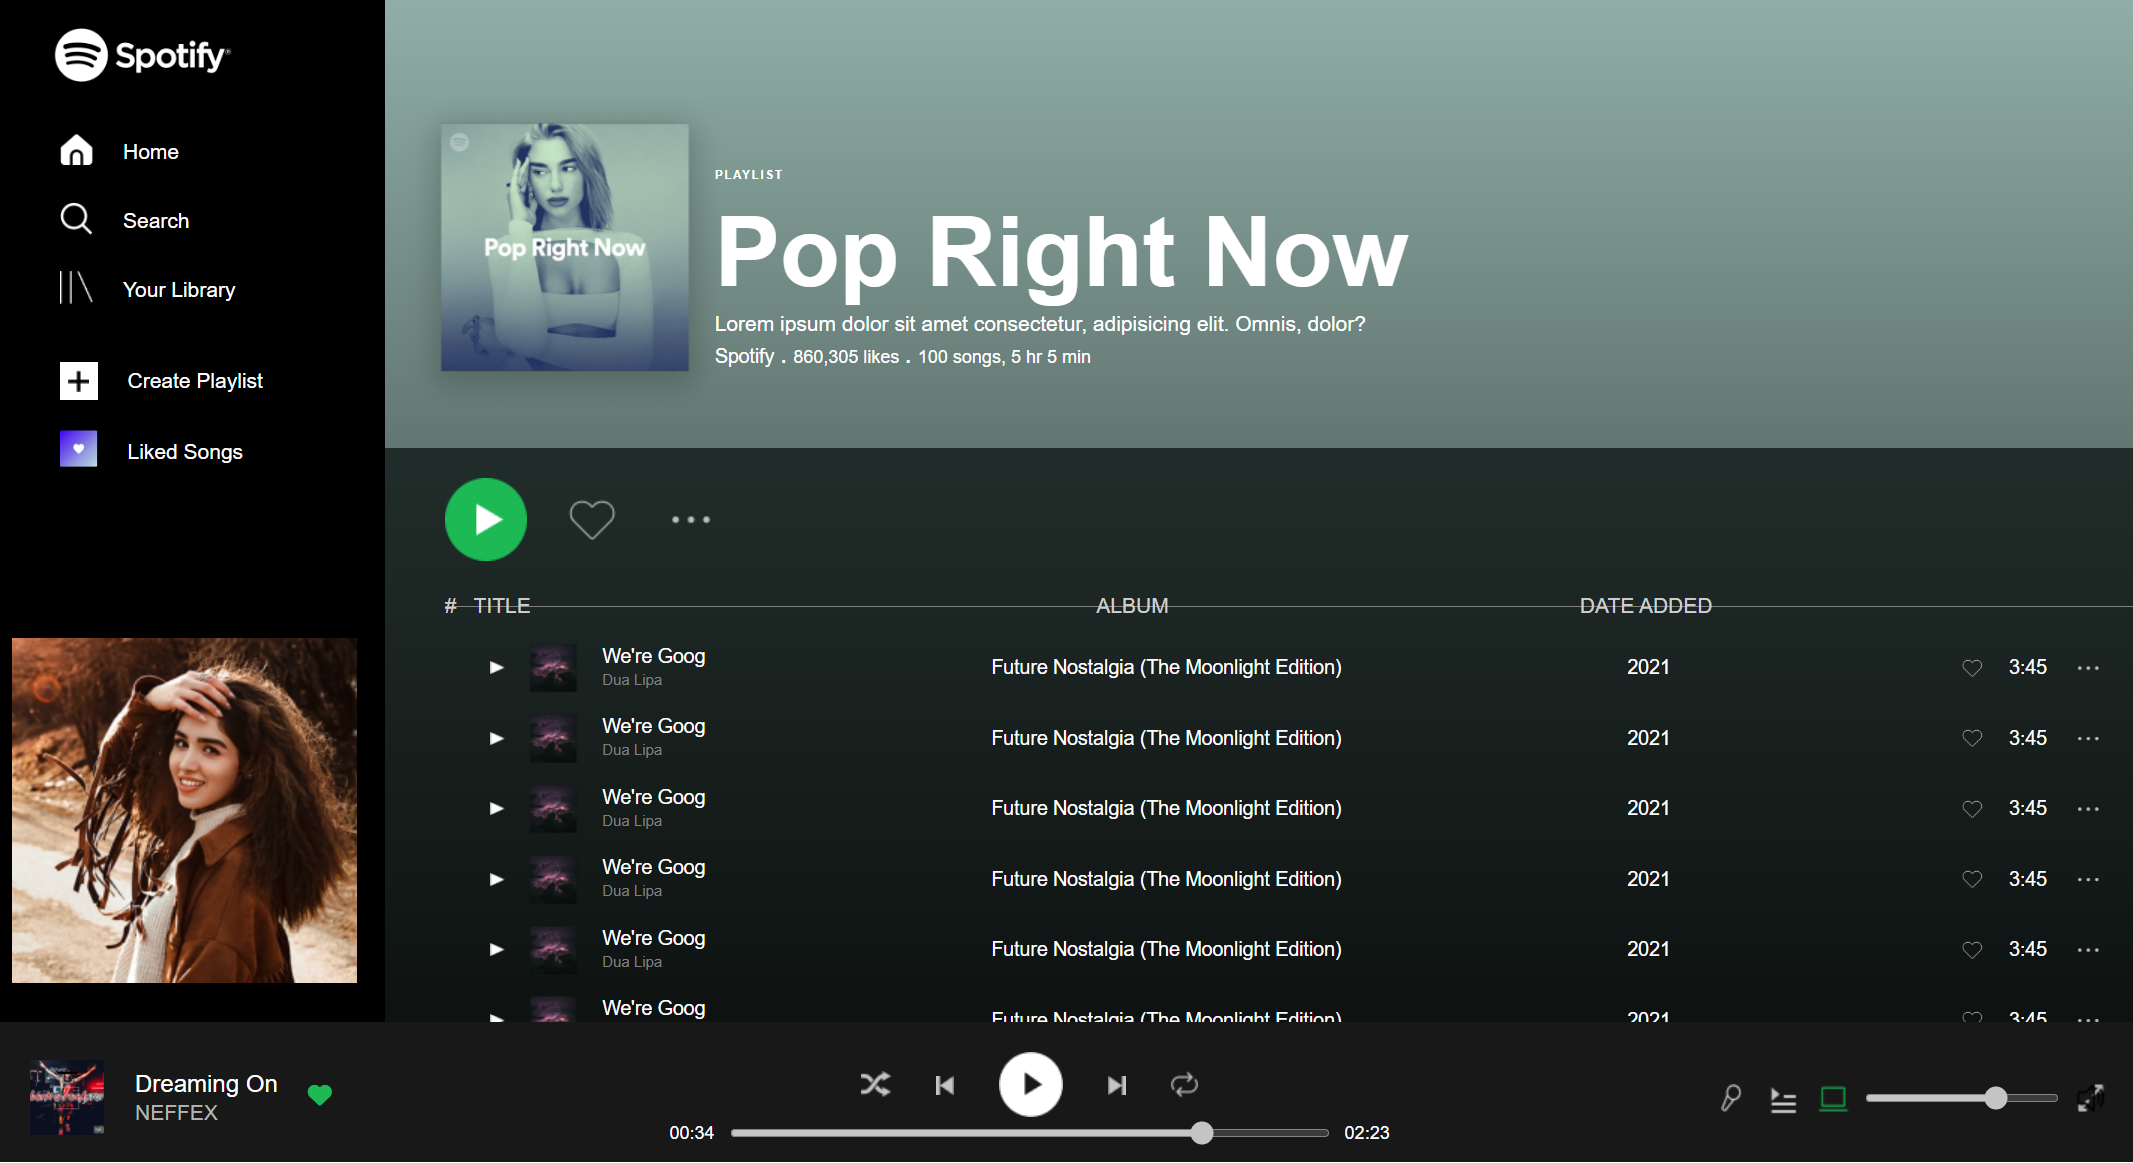 Spotify
Home
Search
Your Library
Create Playlist
Liked Songs
Pop Right Now
PLAYLIST
Pop Right Now
Lorem ipsum dolor sit amet consectetur, adipisicing elit. Omnis, dolor?
Spotify . 860,305 likes . 100 songs, 5 hr 5 min
# TITLE ALBUM DATE ADDED
We're Goog
Dua Lipa
Future Nostalgia (The Moonlight Edition) 2021 3:45
We're Goog
Dua Lipa
Future Nostalgia (The Moonlight Edition) 2021 3:45
We're Goog
Dua Lipa
Future Nostalgia (The Moonlight Edition) 2021 3:45
We're Goog
Dua Lipa
Future Nostalgia (The Moonlight Edition) 2021 3:45
We're Goog
Dua Lipa
Future Nostalgia (The Moonlight Edition) 2021 3:45
We're Goog
Future Nostalgia (The Moonlight Edition) 2021 3:45
Dreaming On
NEFFEX
00:34 02:23